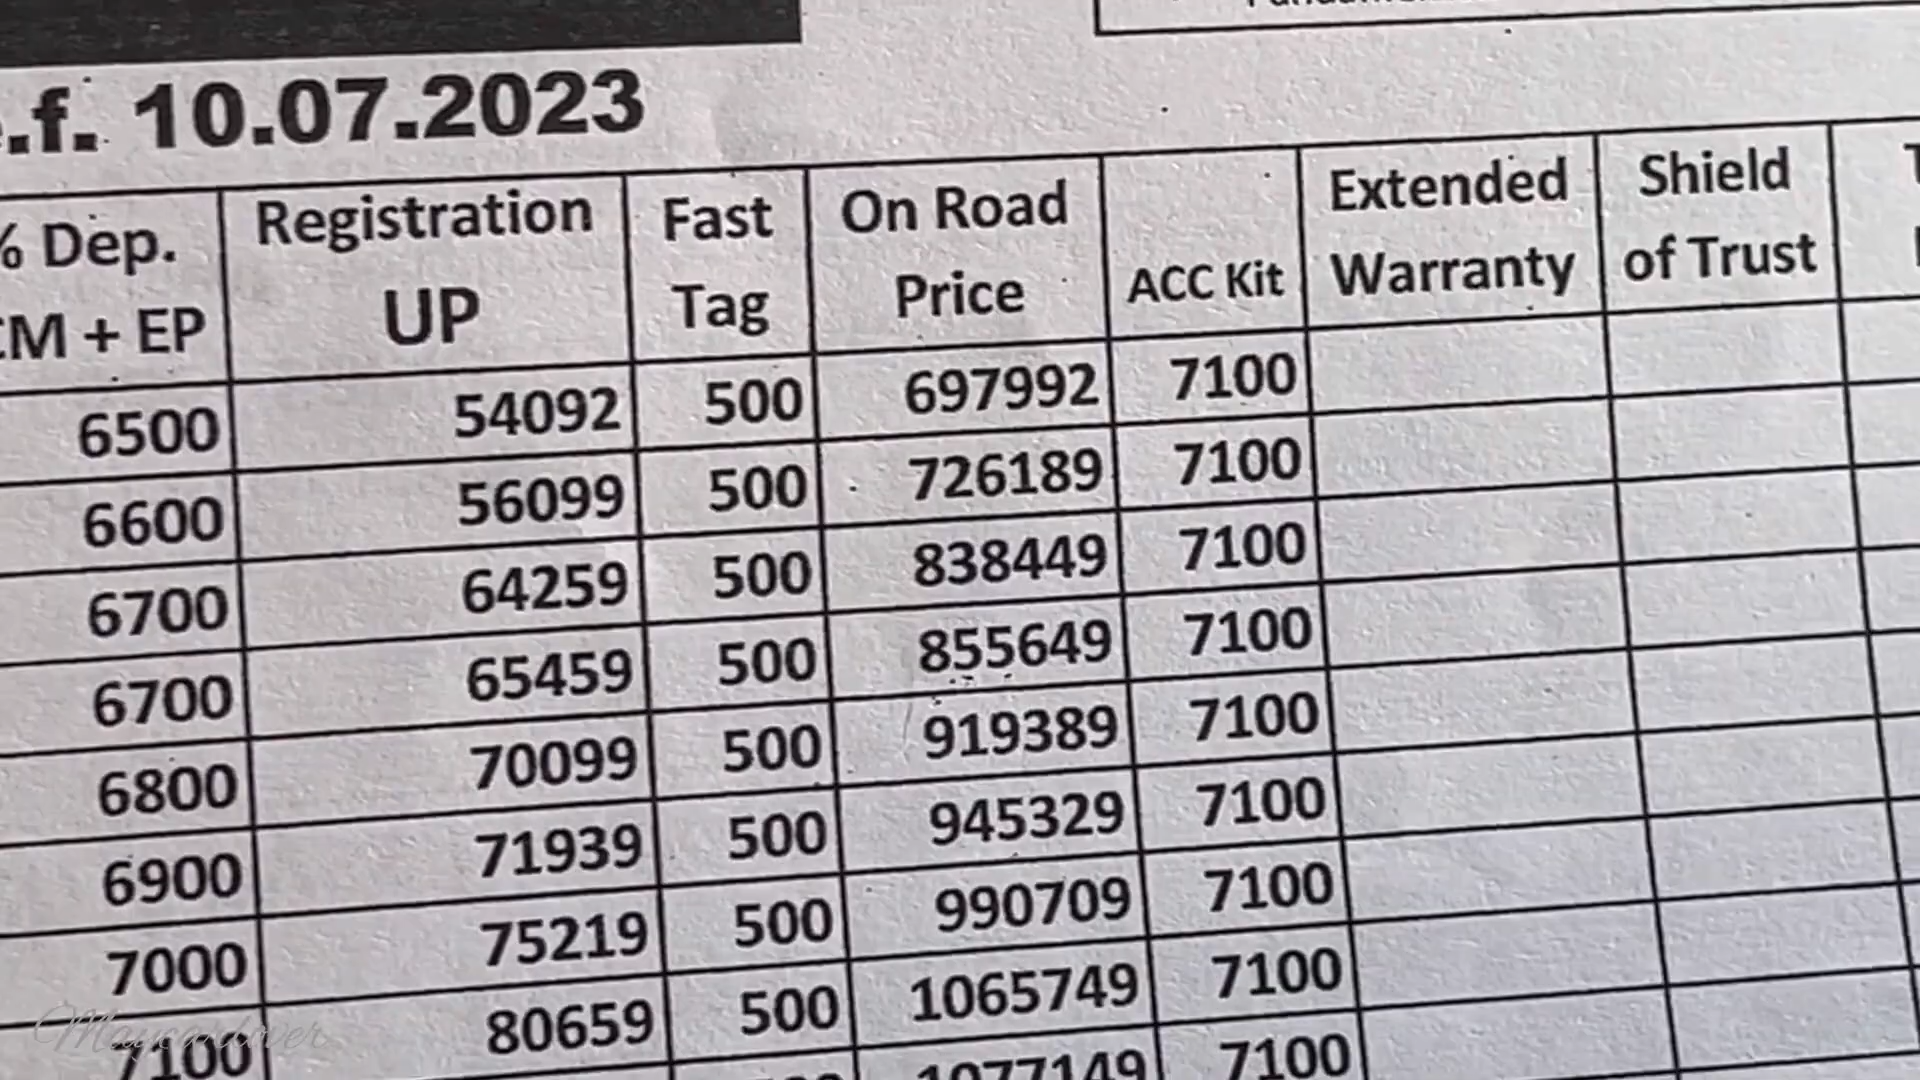 .f. 10.07.2023
% Dep. Registration Fast On Road Extended Shield
M + EP UP Tag Price ACC Kit Warranty of Trust
6500 54092 500 697992 7100
6600 56099 500 726189 7100
6700 64259 500 838449 7100
6700 65459 500 855649 7100
6800 70099 500 919389 7100
6900 71939 500 945329 7100
7000 75219 500 990709 7100
7100 80659 500 1065749 7100
1077149 7100